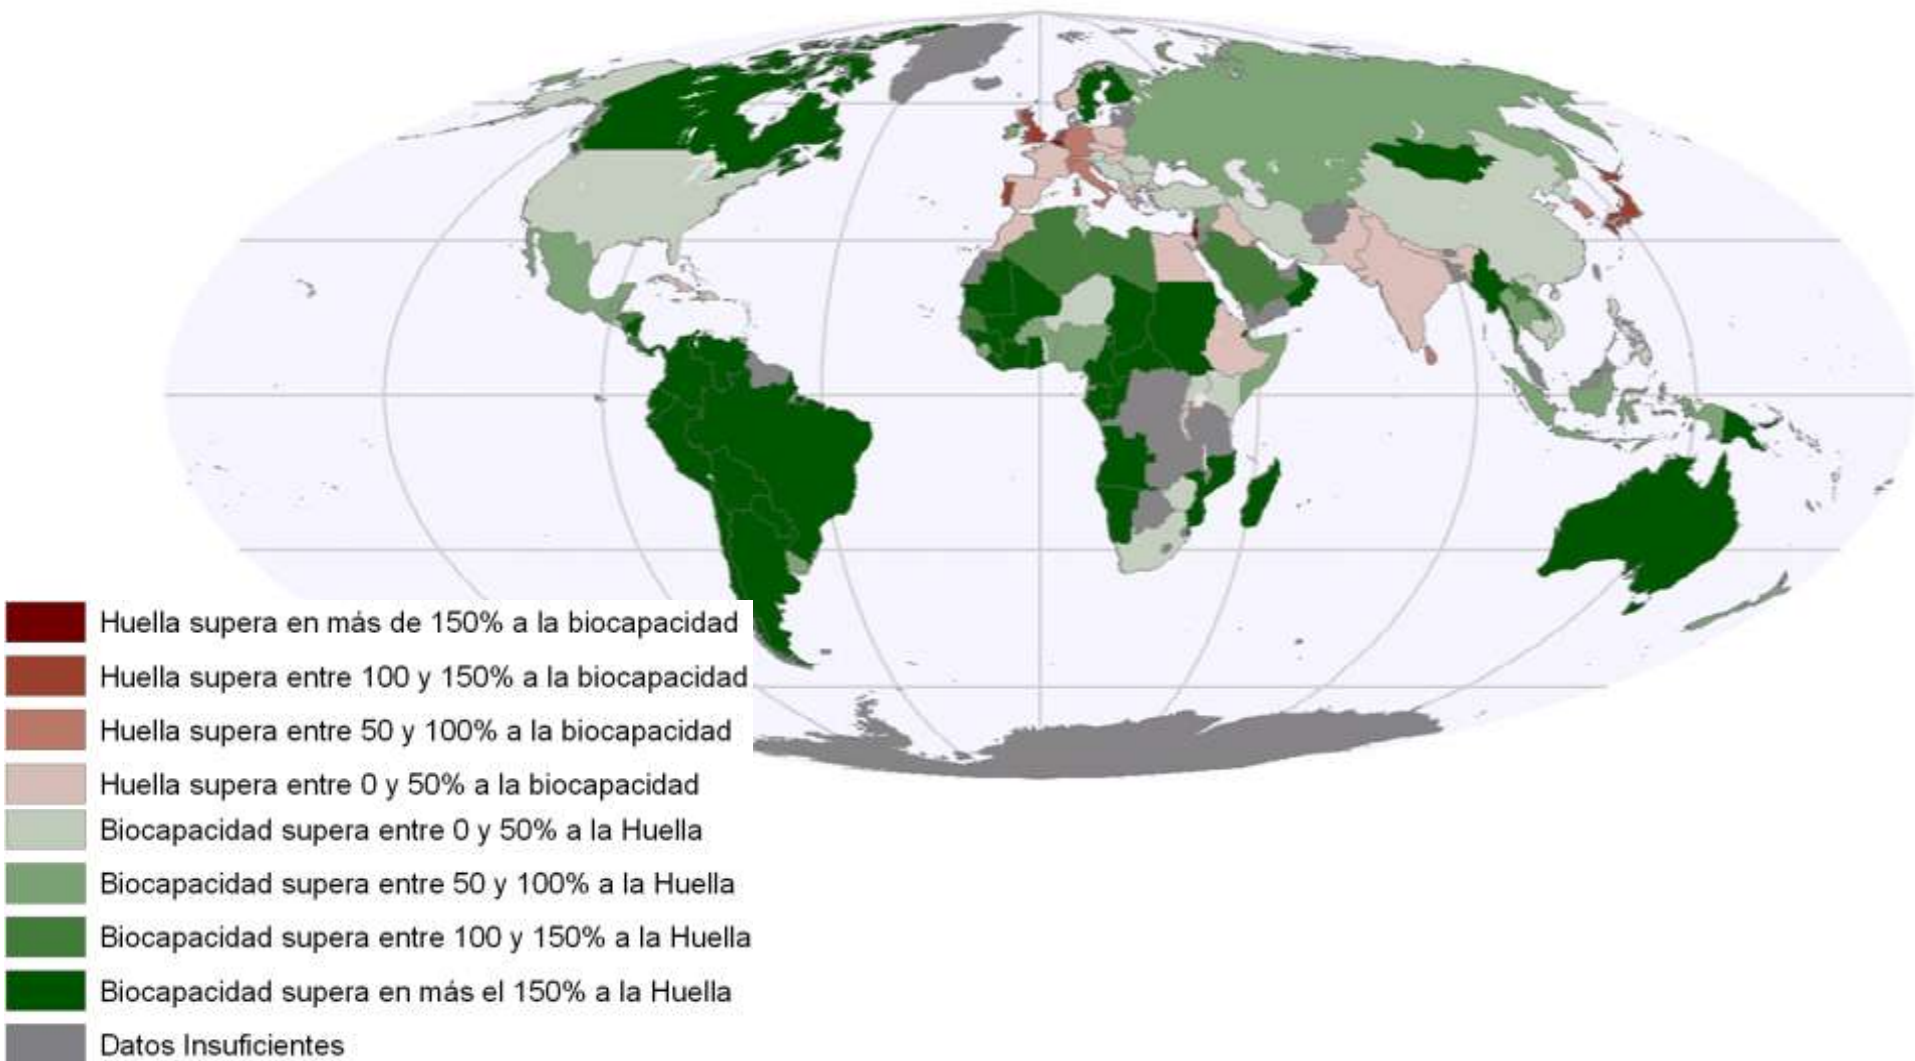 Huella supera en más de 150% a la biocapacidad
Huella supera entre 100 y 150% a la biocapacidad
Huella supera entre 50 y 100% a la biocapacidad
Huella supera entre 0 y 50% a la biocapacidad
Biocapacidad supera entre 0 y 50% a la Huella
Biocapacidad supera entre 50 y 100% a la Huella
Biocapacidad supera entre 100 y 150% a la Huella
Biocapacidad supera en más el 150% a la Huella
Datos Insuficientes